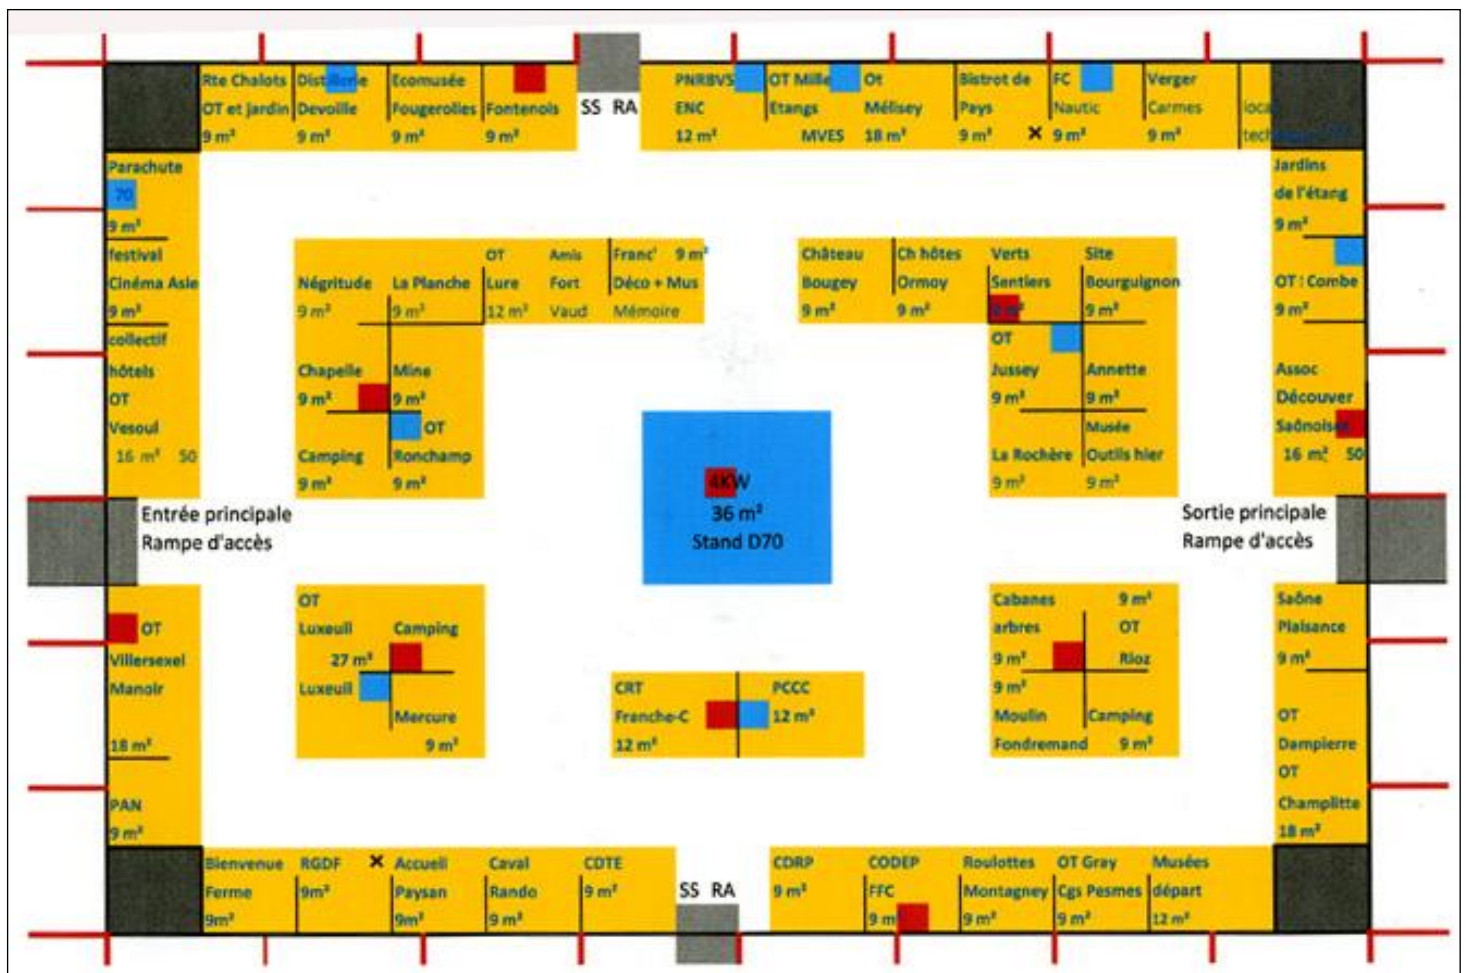 Rte Chalots
OT et jardin
9 m²
Distillerie
Devoille
9 m²
Ecomusée
Fougerolles
9 m²
Fontenois
9 m²
SS RA
PNRBVS
ENC
12 m²
OT Mille
Etangs
MVES
Ot
Mélisey
18 m²
Bistrot de
Pays
9 m²
×
FC
Nautic
9 m²
Verger
Carmes
9 m²
Parachute
70
9 m²
festival
Cinéma Asie
9 m²
collectif
hôtels
OT
Vesoul
16 m² 50
Négritude
9 m²
La Planche
9 m²
OT
Lure
12 m²
Amis
Fort
Vaud
Franc' 9 m²
Déco + Mus
Mémoire
Chapelle
9 m²
Mine
9 m²
Camping
9 m²
OT
Ronchamp
9 m²
Château
Bougey
9 m²
Ch hôtes
Ormoy
9 m²
Verts
Sentiers
9 m²
Site
Bourguignon
9 m²
OT
Jussey
9 m²
Annette
9 m²
La Rochère
9 m²
Musée
Outils hier
9 m²
Jardins
de l'étang
9 m²
OT : Combe
9 m²
Assoc
Découver
Saônoise
16 m² 50
4KW
36 m²
Stand D70
Entrée principale
Rampe d'accès
Sortie principale
Rampe d'accès
OT
Villersexel
Manoir
18 m²
PAN
9 m²
OT
Luxeuil
27 m²
Luxeuil
Camping
Mercure
9 m²
CRT
Franche-C
12 m²
PCCC
12 m²
Cabanes
arbres
9 m²
9 m²
OT
Rioz
9 m²
Moulin
Fondremand
Camping
9 m²
Saône
Plaisance
9 m²
OT
Dampierre
OT
Champlitte
18 m²
Bienvenue
Ferme
9m²
RGDF
9m²
×
Accueil
Paysan
9m²
Caval
Rando
9 m²
CDTE
9 m²
SS RA
CDRP
9 m²
CODEP
FFC
9 m
Roulottes
Montagney
9 m²
OT Gray
Cgs Pesmes
9 m²
Musées
départ
12 m²